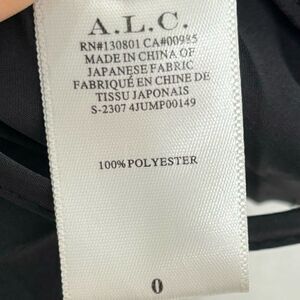 A.L.C.
RN#130801 CA#00985
MADE IN CHINA OF
JAPANESE FABRIC
FABRIQUÉ EN CHINE DE
TISSU JAPONAIS
S-2307 4JUMP00149
100% POLYESTER
0